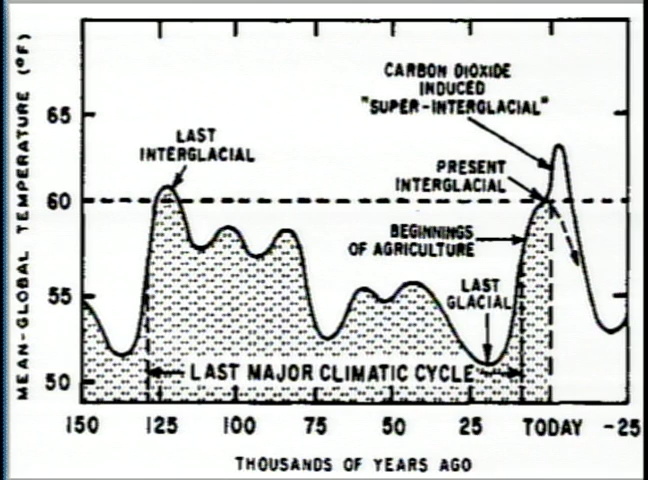 MEAN-GLOBAL TEMPERATURE (°F)
65
60
55
50
CARBON DIOXIDE
INDUCED
"SUPER-INTERGLACIAL"
LAST
INTERGLACIAL
PRESENT
INTERGLACIAL
BEGINNINGS
OF AGRICULTURE
LAST
GLACIAL
LAST MAJOR CLIMATIC CYCLE
150 125 100 75 50 25 TODAY -25
THOUSANDS OF YEARS AGO